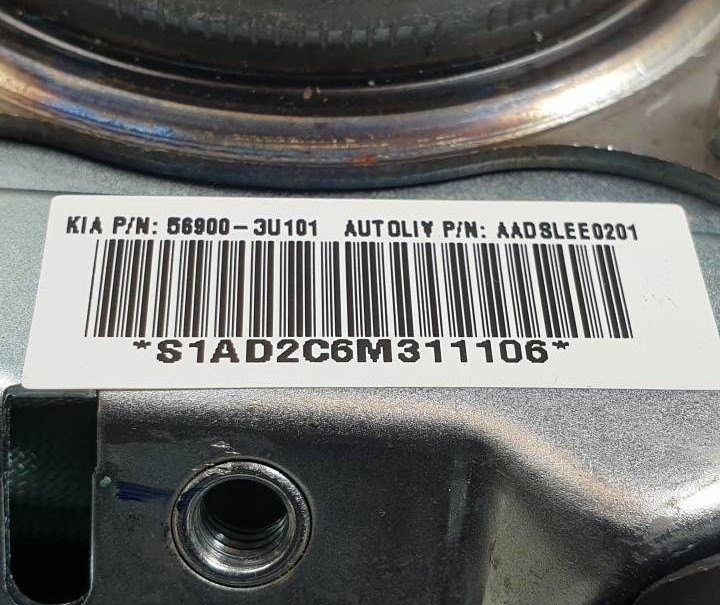 KIA P/N: 56900-3U101 AUTOLIV P/N: AADSLEE0201
*S1AD2C6M311106*